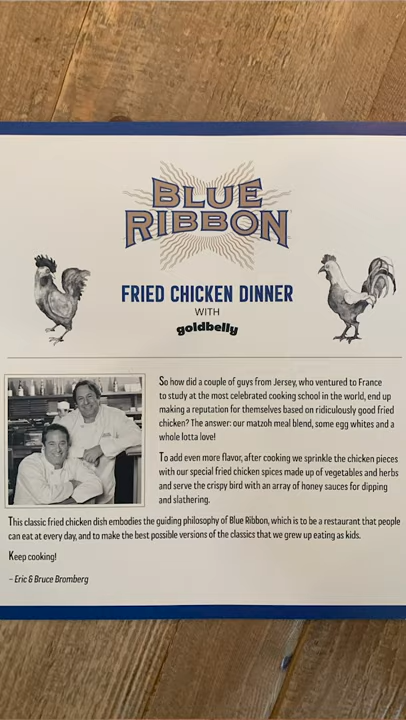 BLUE
RIBBON
FRIED CHICKEN DINNER
WITH
goldbelly
So how did a couple of guys from Jersey, who ventured to France
to study at the most celebrated cooking school in the world, end up
making a reputation for themselves based on ridiculously good fried
chicken? The answer: our matzoh meal blend, some egg whites and a
whole lotta love!
To add even more flavor, after cooking we sprinkle the chicken pieces
with our special fried chicken spices made up of vegetables and herbs
and serve the crispy bird with an array of honey sauces for dipping
and slathering.
This classic fried chicken dish embodies the guiding philosophy of Blue Ribbon, which is to be a restaurant that people
can eat at every day, and to make the best possible versions of the classics that we grew up eating as kids.
Keep cooking!
~ Eric & Bruce Bromberg